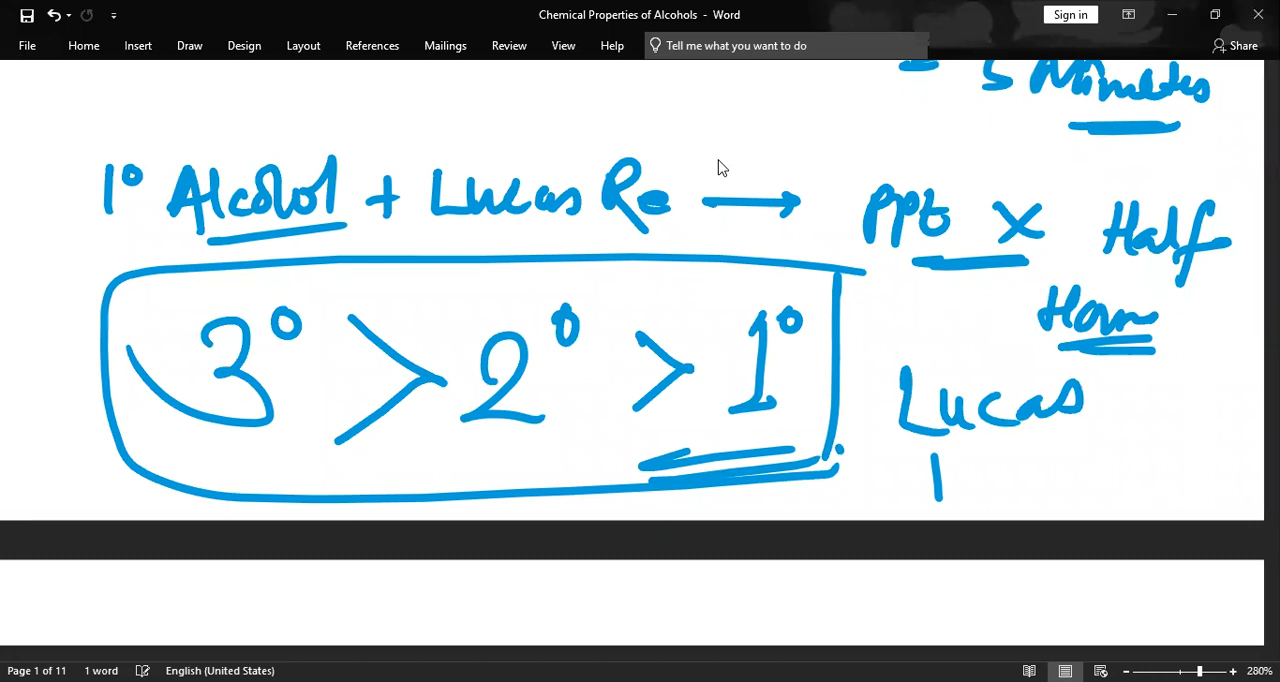 Chemical Properties of Alcohols - Word
Sign in
File Home Insert Draw Design Layout References Mailings Review View Help Tell me what you want to do Share
5 Minutes
1° Alcohol + Lucas Re → ppt × Half
Hour
3° > 2° > 1°
Lucas
Page 1 of 11 1 word English (United States) 280%